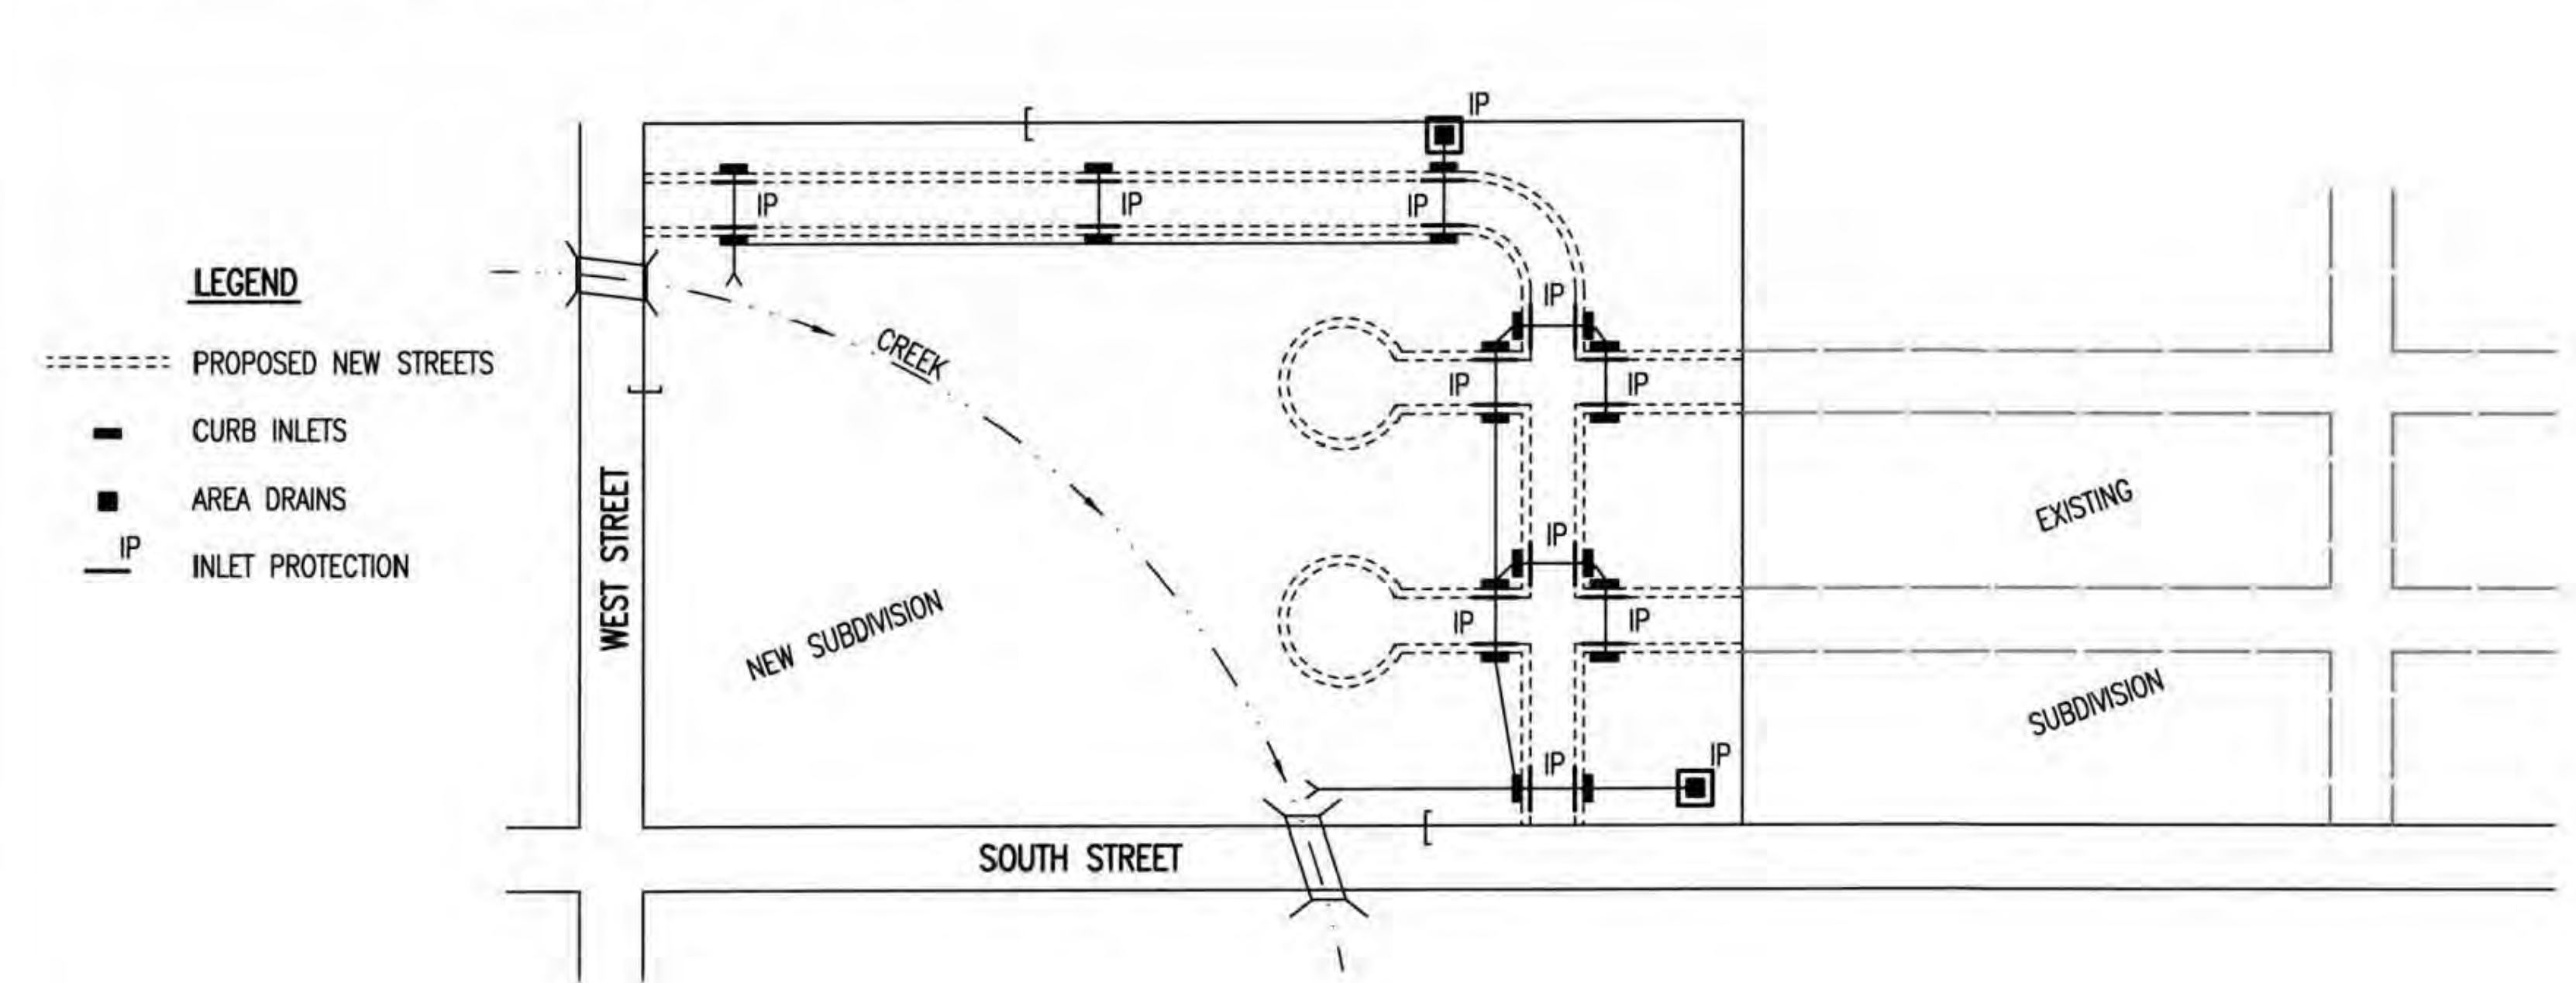 IP
IP
IP
IP
LEGEND
IP
PROPOSED NEW STREETS
CREEK
IP
IP
CURB INLETS
AREA DRAINS
EXISTING
IP
IP
INLET PROTECTION
WEST STREET
NEW SUBDIVISION
IP
IP
SUBDIVISION
IP
IP
SOUTH STREET